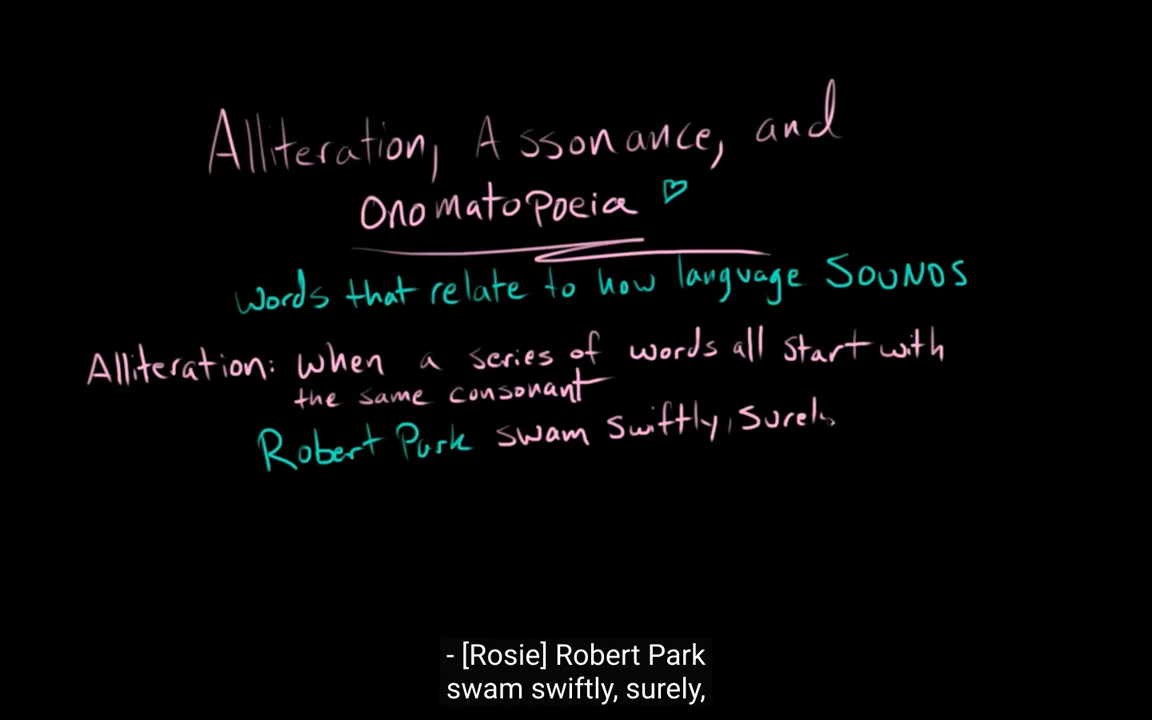 Alliteration, Assonance, and
Onomatopoeia
words that relate to how language SOUNDS
Alliteration: when a series of words all start with
the same consonant
Robert Park swam swiftly, surely
- [Rosie] Robert Park
swam swiftly, surely,